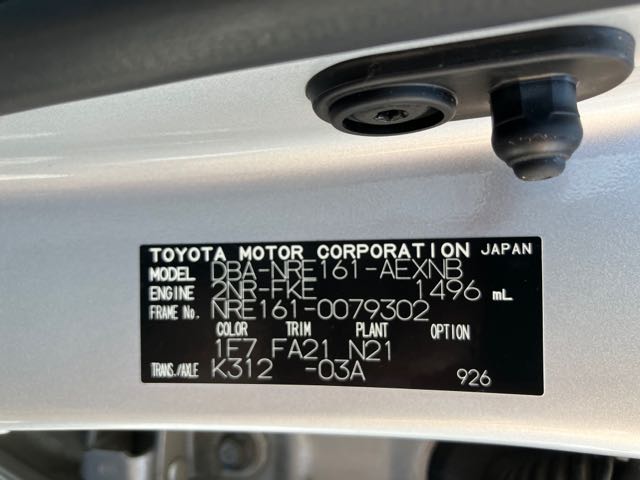 TOYOTA MOTOR CORPORATION JAPAN
MODEL DBA-NRE161-AEXNB
ENGINE 2NR-FKE 1496 mL
FRAME No. NRE161-0079302
COLOR TRIM PLANT OPTION
1F7 FA21 N21
TRANS./AXLE K312 -03A 926